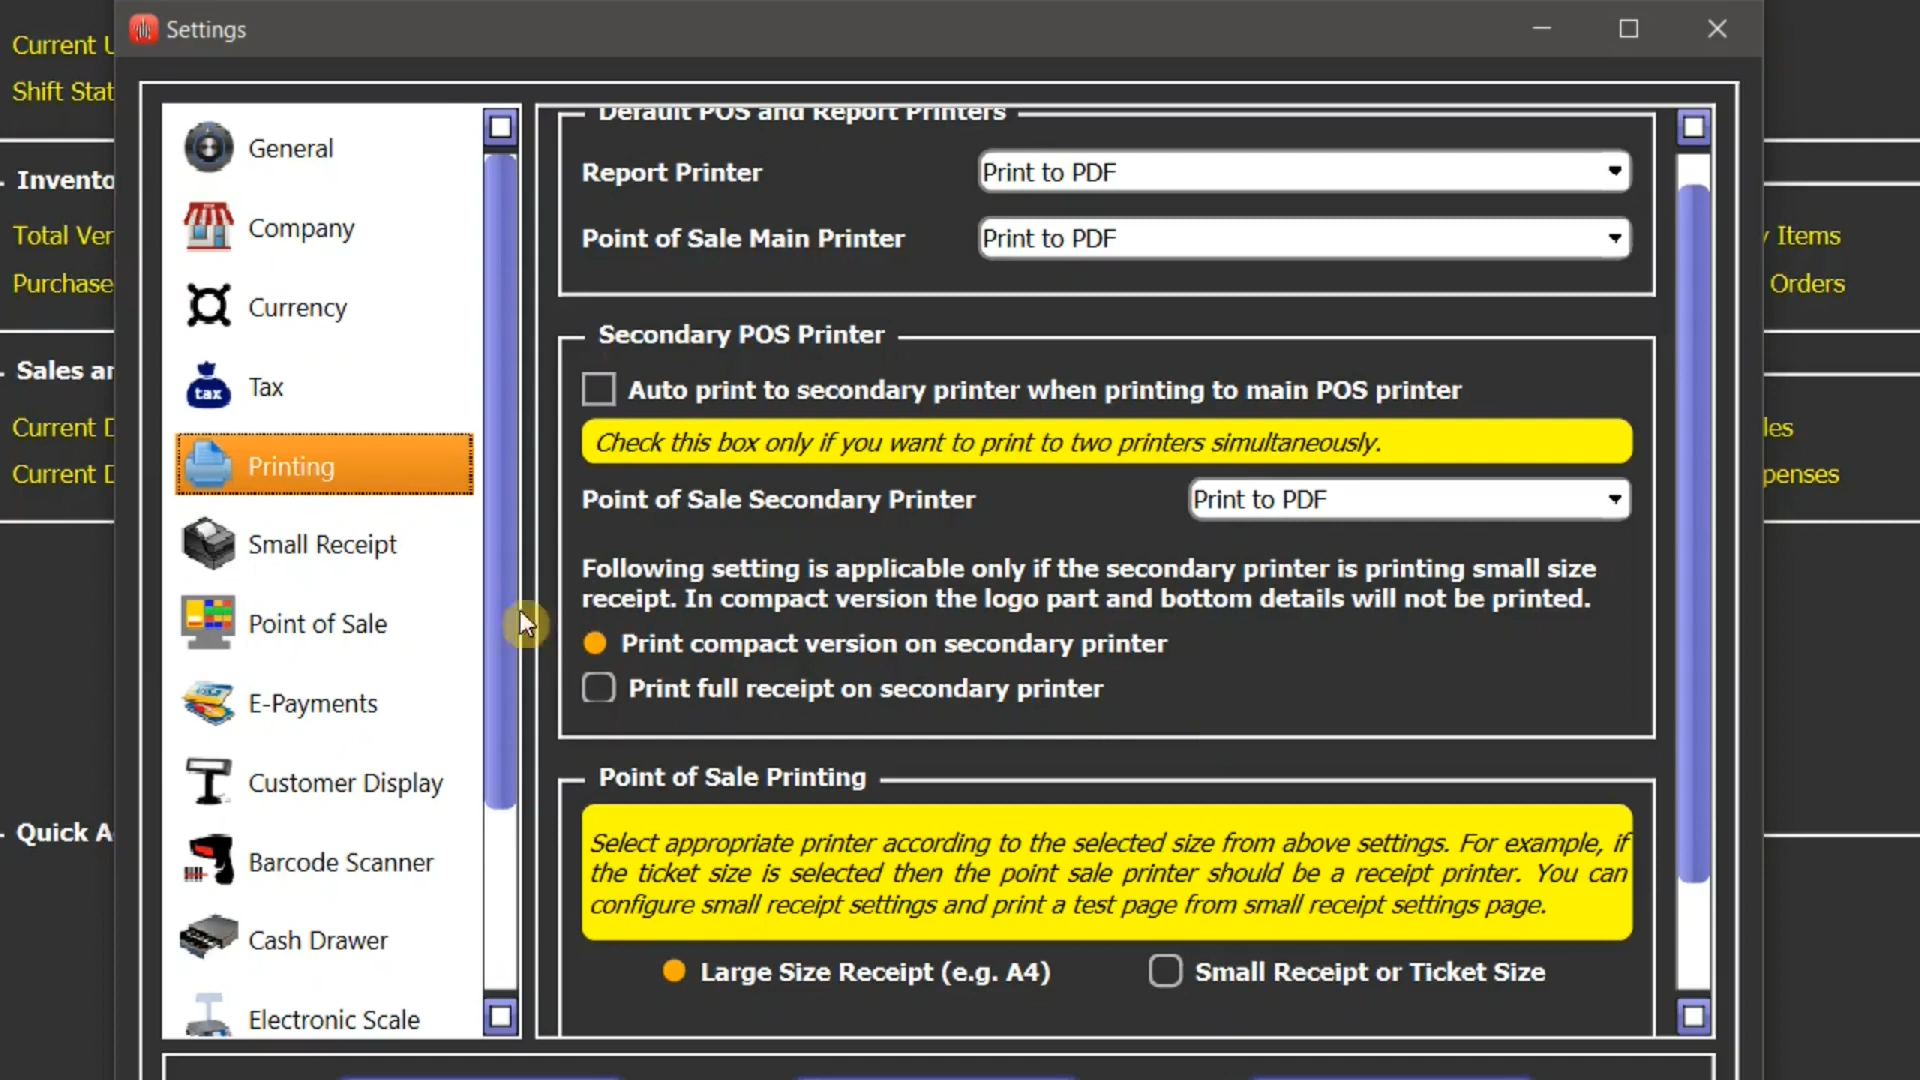 Settings
Current U
Shift Stat
Invento
Total Ver
Purchase
Items
Orders
Sales an
Current D
Current D
les
penses
Quick A
General
Company
Currency
Tax
Printing
Small Receipt
Point of Sale
E-Payments
Customer Display
Barcode Scanner
Cash Drawer
Electronic Scale
Default POS and Report Printers
Report Printer Print to PDF
Point of Sale Main Printer Print to PDF
Secondary POS Printer
Auto print to secondary printer when printing to main POS printer
Check this box only if you want to print to two printers simultaneously.
Point of Sale Secondary Printer Print to PDF
Following setting is applicable only if the secondary printer is printing small size
receipt. In compact version the logo part and bottom details will not be printed.
Print compact version on secondary printer
Print full receipt on secondary printer
Point of Sale Printing
Select appropriate printer according to the selected size from above settings. For example, if
the ticket size is selected then the point sale printer should be a receipt printer. You can
configure small receipt settings and print a test page from small receipt settings page.
Large Size Receipt (e.g. A4) Small Receipt or Ticket Size